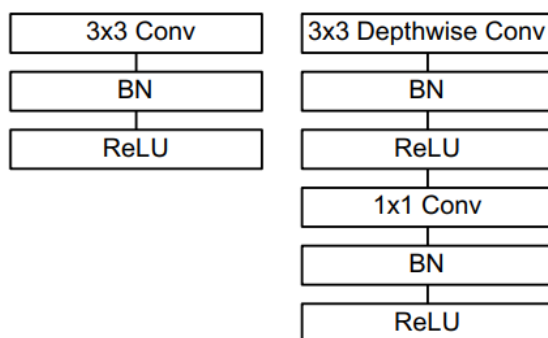 3x3 Conv
BN
ReLU
3x3 Depthwise Conv
BN
ReLU
1x1 Conv
BN
ReLU